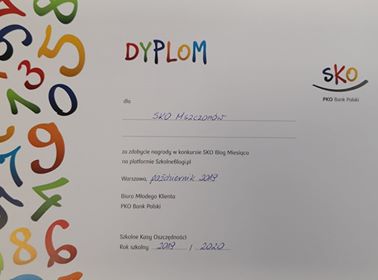 DYPLOM
SKO
PKO Bank Polski
dla
SKO Mszczonów
za zdobycie nagrody w konkursie SKO Blog Miesiąca
na platformie SzkolneBlogi.pl
Warszawa, październik 2019
Biuro Młodego Klienta
PKO Bank Polski
Szkolne Kasy Oszczędności
Rok szkolny 2019 / 2020